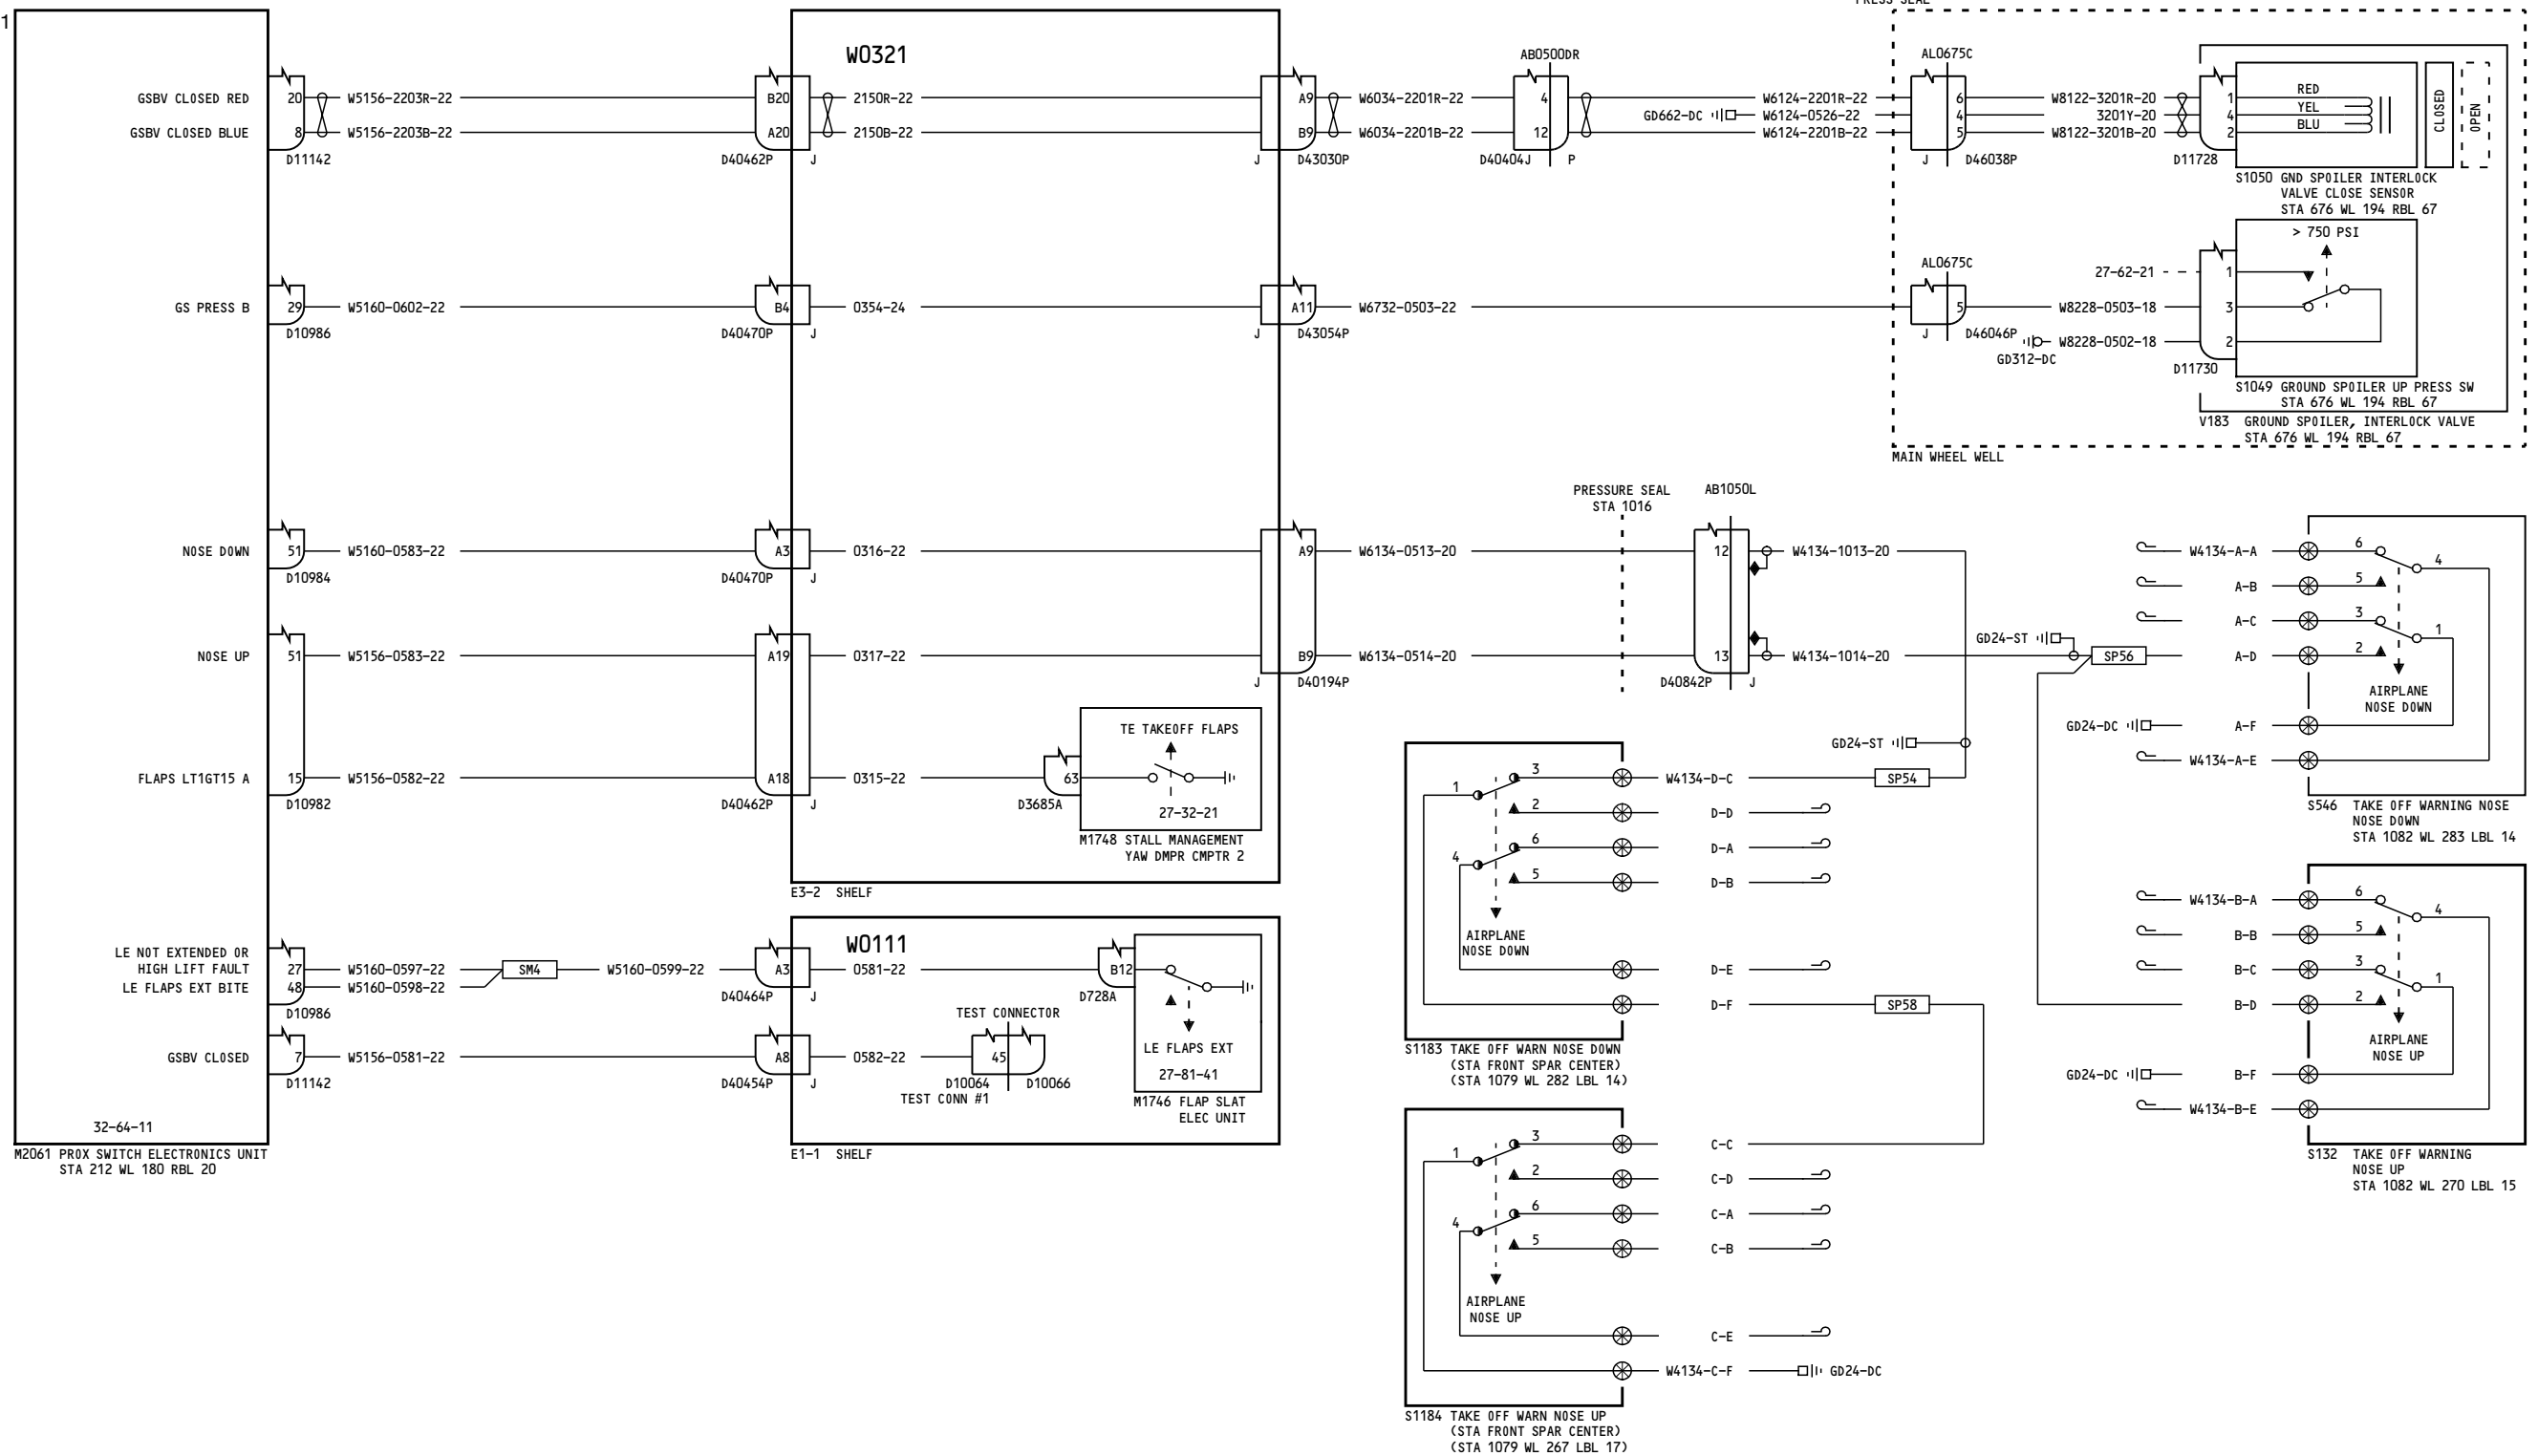 PRESS SEAL
1
W0321
AB0500DR
AL0675C
GSBV CLOSED RED
20
W5156-2203R-22
B20
2150R-22
A9
W6034-2201R-22
4
W6124-2201R-22
6
W8122-3201R-20
1
RED
GD662-DC
W6124-0526-22
4
3201Y-20
4
YEL
GSBV CLOSED BLUE
8
W5156-2203B-22
A20
2150B-22
B9
W6034-2201B-22
12
W6124-2201B-22
5
W8122-3201B-20
2
BLU
CLOSED
OPEN
D11142
D40462P
J
J
D43030P
D40404J
P
J
D46038P
D11728
S1050 GND SPOILER INTERLOCK
VALVE CLOSE SENSOR
STA 676 WL 194 RBL 67
> 750 PSI
AL0675C
27-62-21
1
GS PRESS B
29
W5160-0602-22
B4
0354-24
A11
W6732-0503-22
5
W8228-0503-18
3
D10986
D40470P
J
J
D43054P
J
D46046P
W8228-0502-18
2
GD312-DC
D11730
S1049 GROUND SPOILER UP PRESS SW
STA 676 WL 194 RBL 67
V183 GROUND SPOILER, INTERLOCK VALVE
STA 676 WL 194 RBL 67
MAIN WHEEL WELL
PRESSURE SEAL
STA 1016
AB1050L
NOSE DOWN
51
W5160-0583-22
A3
0316-22
A9
W6134-0513-20
12
W4134-1013-20
D10984
D40470P
J
NOSE UP
51
W5156-0583-22
A19
0317-22
B9
W6134-0514-20
13
W4134-1014-20
GD24-ST
SP56
J
D40194P
D40842P
J
W4134-A-A
6
4
A-B
5
A-C
3
1
A-D
2
AIRPLANE
NOSE DOWN
GD24-DC
A-F
W4134-A-E
S546 TAKE OFF WARNING NOSE
NOSE DOWN
STA 1082 WL 283 LBL 14
TE TAKEOFF FLAPS
FLAPS LT1GT15 A
15
W5156-0582-22
A18
0315-22
63
D10982
D40462P
J
D3685A
27-32-21
M1748 STALL MANAGEMENT
YAW DMPR CMPTR 2
E3-2 SHELF
GD24-ST
1
3
W4134-D-C
SP54
2
D-D
4
6
D-A
5
D-B
AIRPLANE
NOSE DOWN
D-E
D-F
SP58
S1183 TAKE OFF WARN NOSE DOWN
(STA FRONT SPAR CENTER)
(STA 1079 WL 282 LBL 14)
W4134-B-A
6
4
B-B
5
B-C
3
1
B-D
2
AIRPLANE
NOSE UP
GD24-DC
B-F
W4134-B-E
S132 TAKE OFF WARNING
NOSE UP
STA 1082 WL 270 LBL 15
W0111
LE NOT EXTENDED OR
HIGH LIFT FAULT
27
W5160-0597-22
SM4
W5160-0599-22
A3
0581-22
B12
LE FLAPS EXT BITE
48
W5160-0598-22
D40464P
J
D728A
D10986
TEST CONNECTOR
GSBV CLOSED
7
W5156-0581-22
A8
0582-22
45
LE FLAPS EXT
27-81-41
D11142
D40454P
J
D10064
D10066
TEST CONN #1
M1746 FLAP SLAT
ELEC UNIT
32-64-11
M2061 PROX SWITCH ELECTRONICS UNIT
STA 212 WL 180 RBL 20
E1-1 SHELF
1
3
C-C
2
C-D
4
6
C-A
5
C-B
AIRPLANE
NOSE UP
C-E
W4134-C-F
GD24-DC
S1184 TAKE OFF WARN NOSE UP
(STA FRONT SPAR CENTER)
(STA 1079 WL 267 LBL 17)